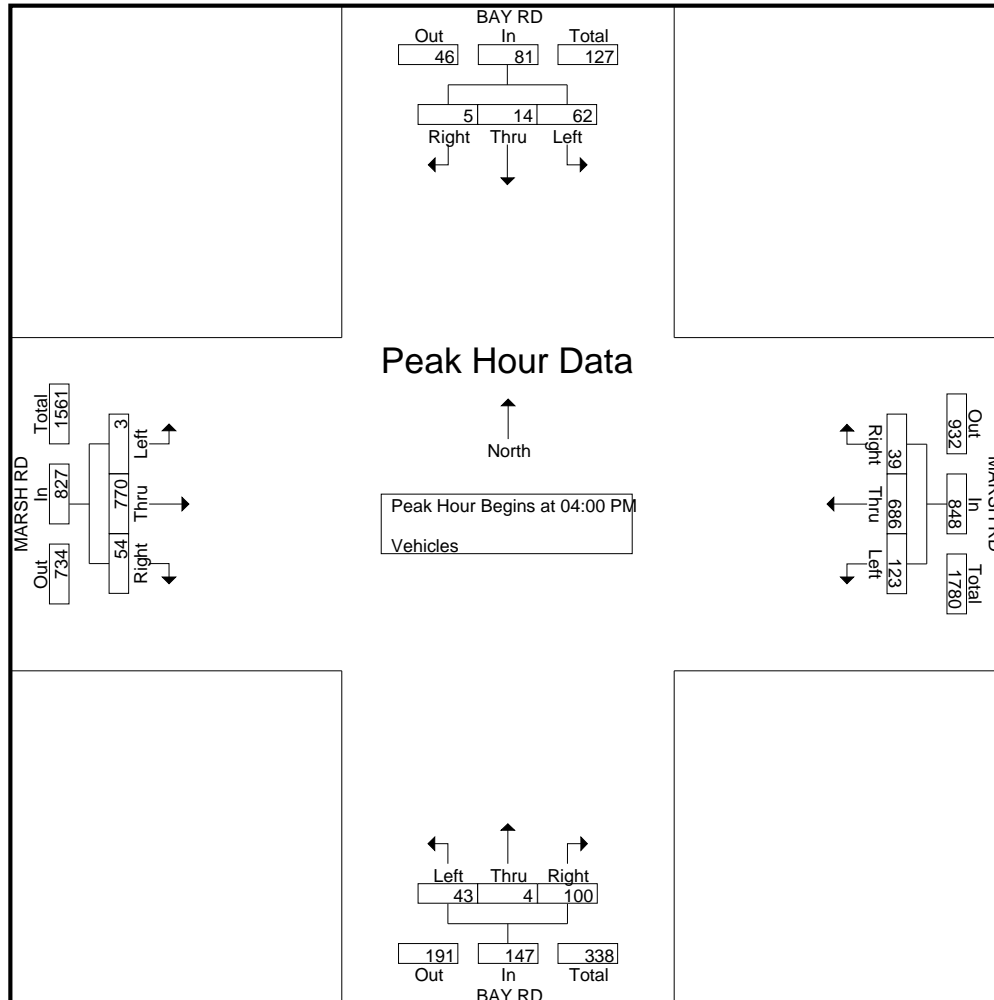 BAY RD
Out In Total
46 81 127
5 14 62
Right Thru Left
Peak Hour Data
North
Peak Hour Begins at 04:00 PM
Vehicles
MARSH RD
Total In Out
1561 827 734
3 770 54
Left Thru Right
Right Thru Left
39 686 123
Out In Total
932 848 1780
MARSH RD
Left Thru Right
43 4 100
191 147 338
Out In Total
BAY RD